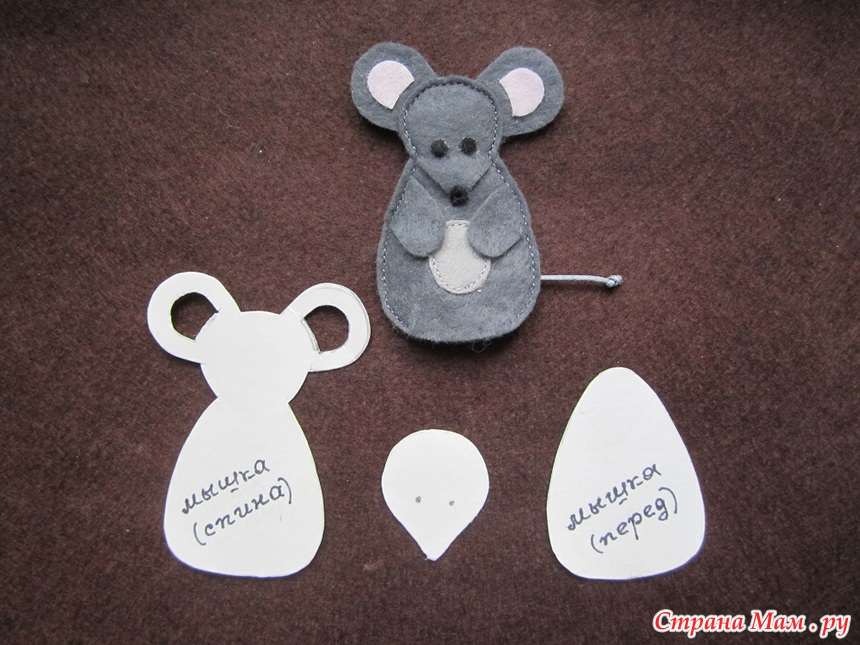 мышка
(спина)
мышка
(перед)
Страна Мам.ру